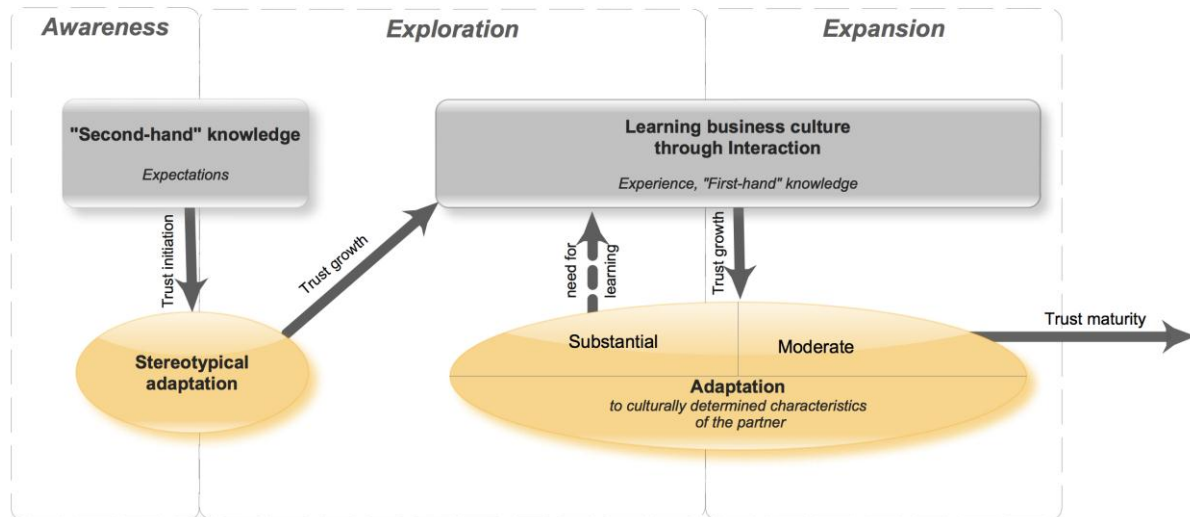 Awareness
Exploration
Expansion
"Second-hand" knowledge
Expectations
Learning business culture
through Interaction
Experience, "First-hand" knowledge
Trust initiation
Trust growth
need for
learning
Trust growth
Stereotypical
adaptation
Substantial
Moderate
Adaptation
to culturally determined characteristics
of the partner
Trust maturity